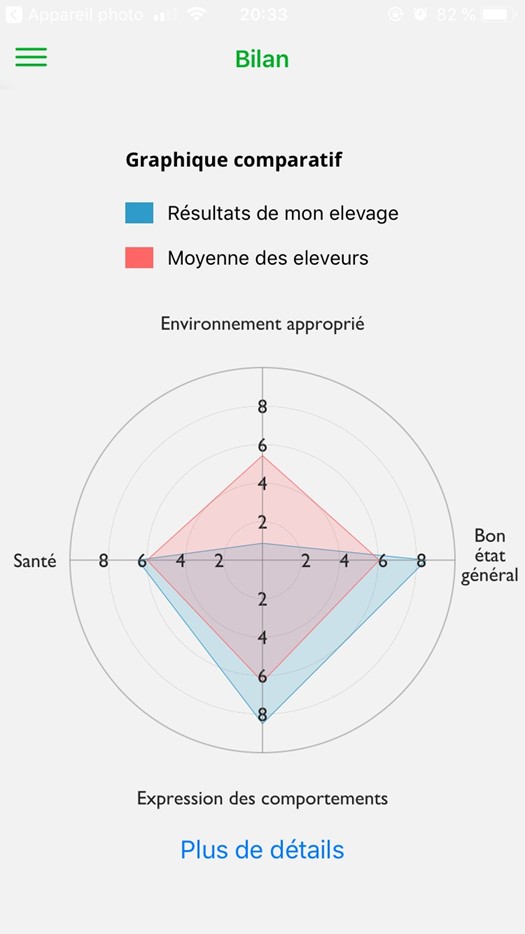 Appareil photo 20:33 82 %
Bilan
Graphique comparatif
Résultats de mon elevage
Moyenne des eleveurs
Environnement approprié
8
6
4
2
Santé 8 6 4 2 2 4 6 8 Bon
état
général
2
4
6
8
Expression des comportements
Plus de détails